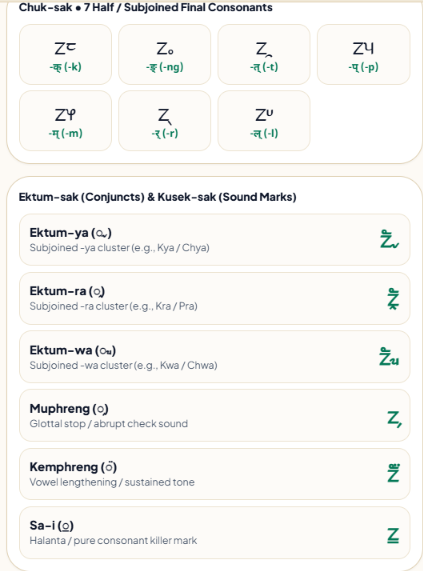 Chuk-sak • 7 Half / Subjoined Final Consonants
ᤁᤰ ᤁᤱ ᤁᤳ ᤁᤵ
-क् (-k) -ङ् (-ng) -त् (-t) -प् (-p)
ᤁᤶ ᤁᤷ ᤁᤸ
-म् (-m) -र् (-r) -ल् (-l)
Ektum-sak (Conjuncts) & Kusek-sak (Sound Marks)
Ektum-ya (◌ᤩ) ᤁᤩᤠ
Subjoined -ya cluster (e.g., Kya / Chya)
Ektum-ra (◌ᤪ) ᤁᤪᤠ
Subjoined -ra cluster (e.g., Kra / Pra)
Ektum-wa (◌ᤫ) ᤁᤫᤠ
Subjoined -wa cluster (e.g., Kwa / Chwa)
Muphreng (◌᤹) ᤁ᤹
Glottal stop / abrupt check sound
Kemphreng (◌᤺) ᤁᤠ᤺
Vowel lengthening / sustained tone
Sa-i (◌᤻) ᤁ᤻
Halanta / pure consonant killer mark